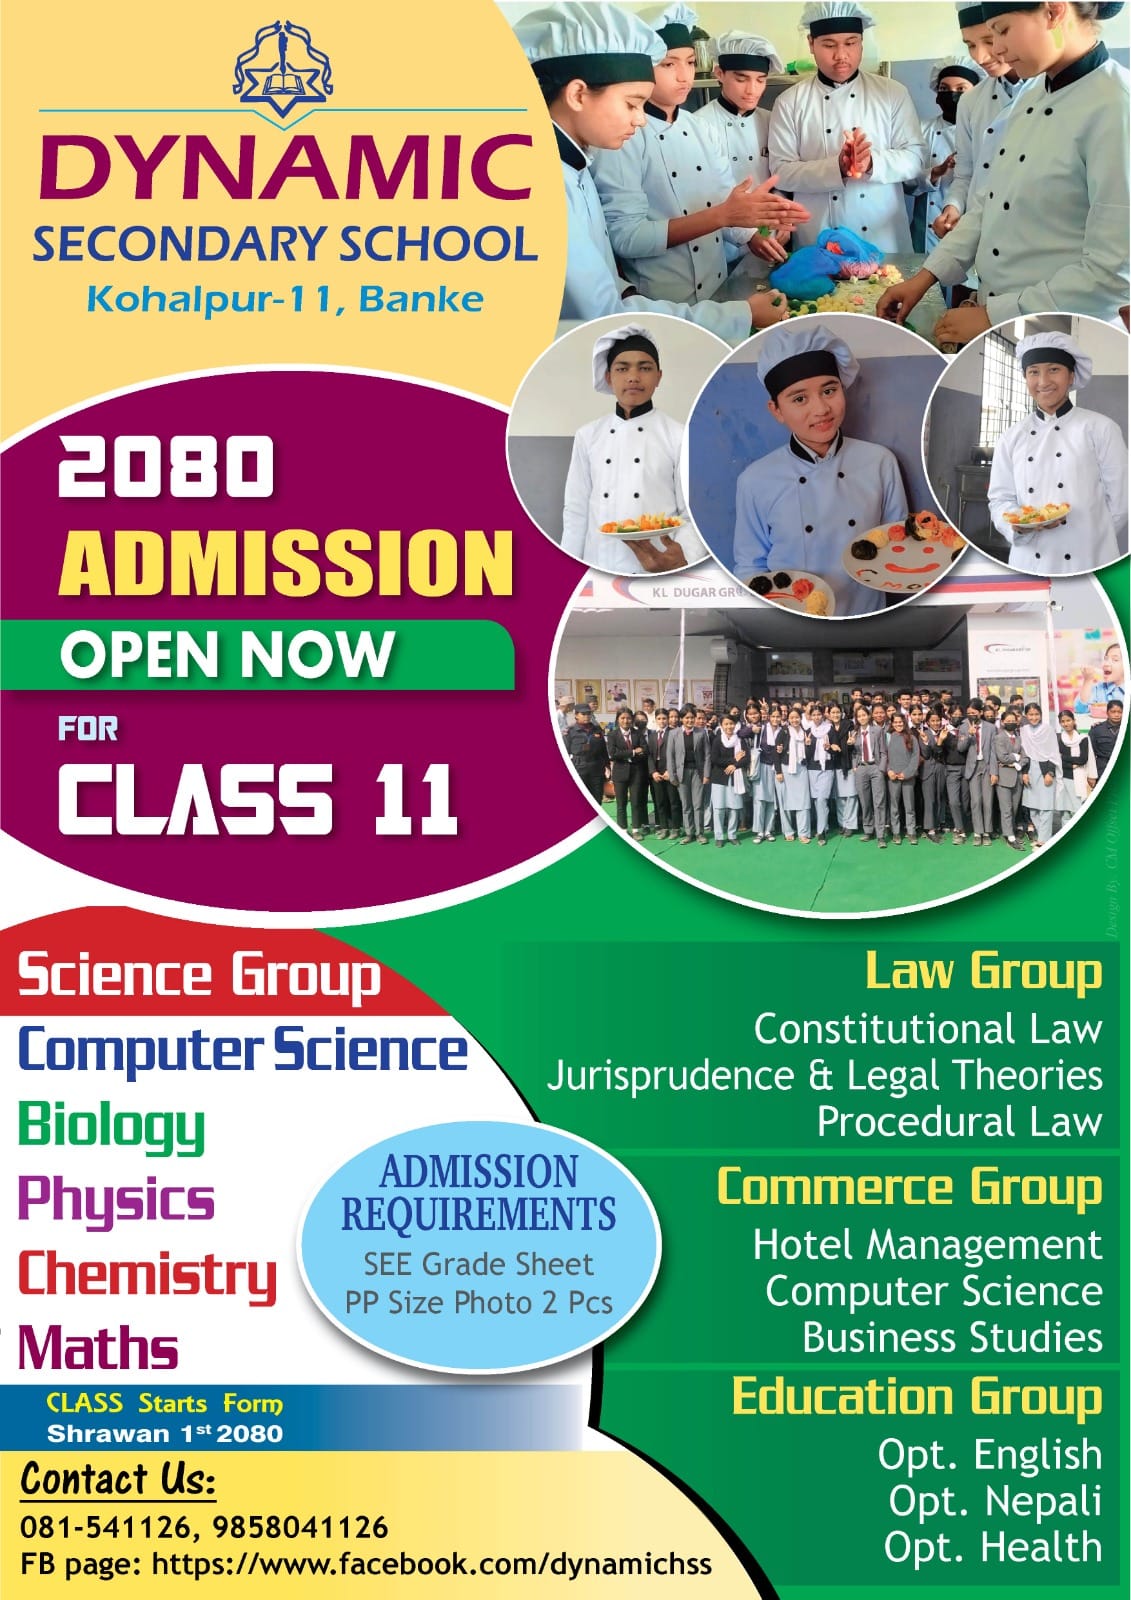 DYNAMIC
SECONDARY SCHOOL
Kohalpur-11, Banke
2080
ADMISSION
OPEN NOW
FOR
CLASS 11
KL DUGAR GR
Science Group
Computer Science
Biology
Physics
Chemistry
Maths
ADMISSION
REQUIREMENTS
SEE Grade Sheet
PP Size Photo 2 Pcs
Law Group
Constitutional Law
Jurisprudence & Legal Theories
Procedural Law
Commerce Group
Hotel Management
Computer Science
Business Studies
Education Group
Opt. English
Opt. Nepali
Opt. Health
CLASS Starts Form
Shrawan 1st 2080
Contact Us:
081-541126, 9858041126
FB page: https://www.facebook.com/dynamichss
Design By CM Offset